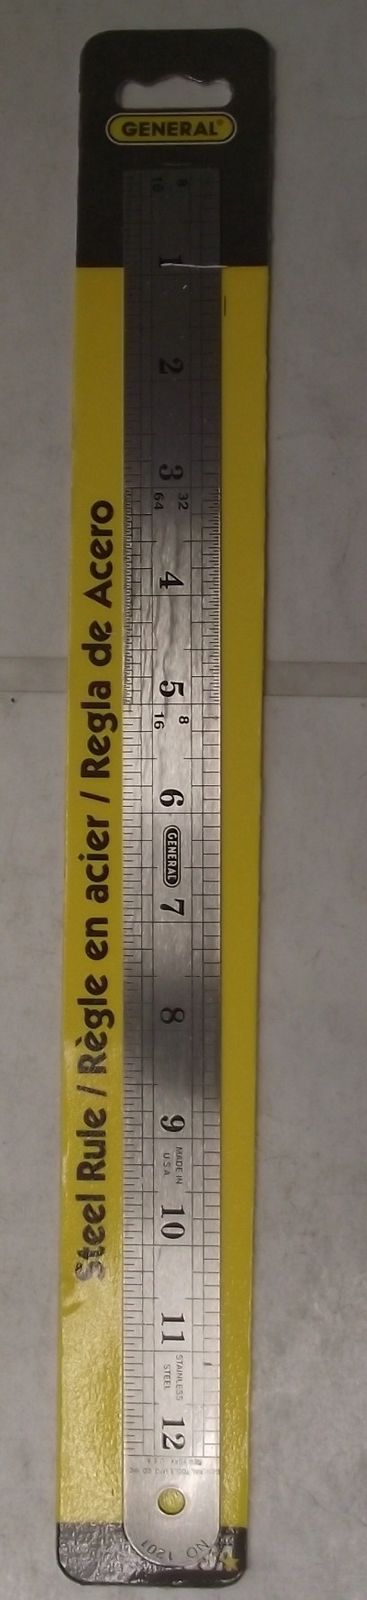 GENERAL®
Steel Rule / Règle en acier / Regla de Acero
8
16
1
2
3
32
64
4
5
8
16
6
GENERAL
7
8
9
MADE IN
U.S.A.
10
11
STAINLESS
STEEL
12
NO 1201